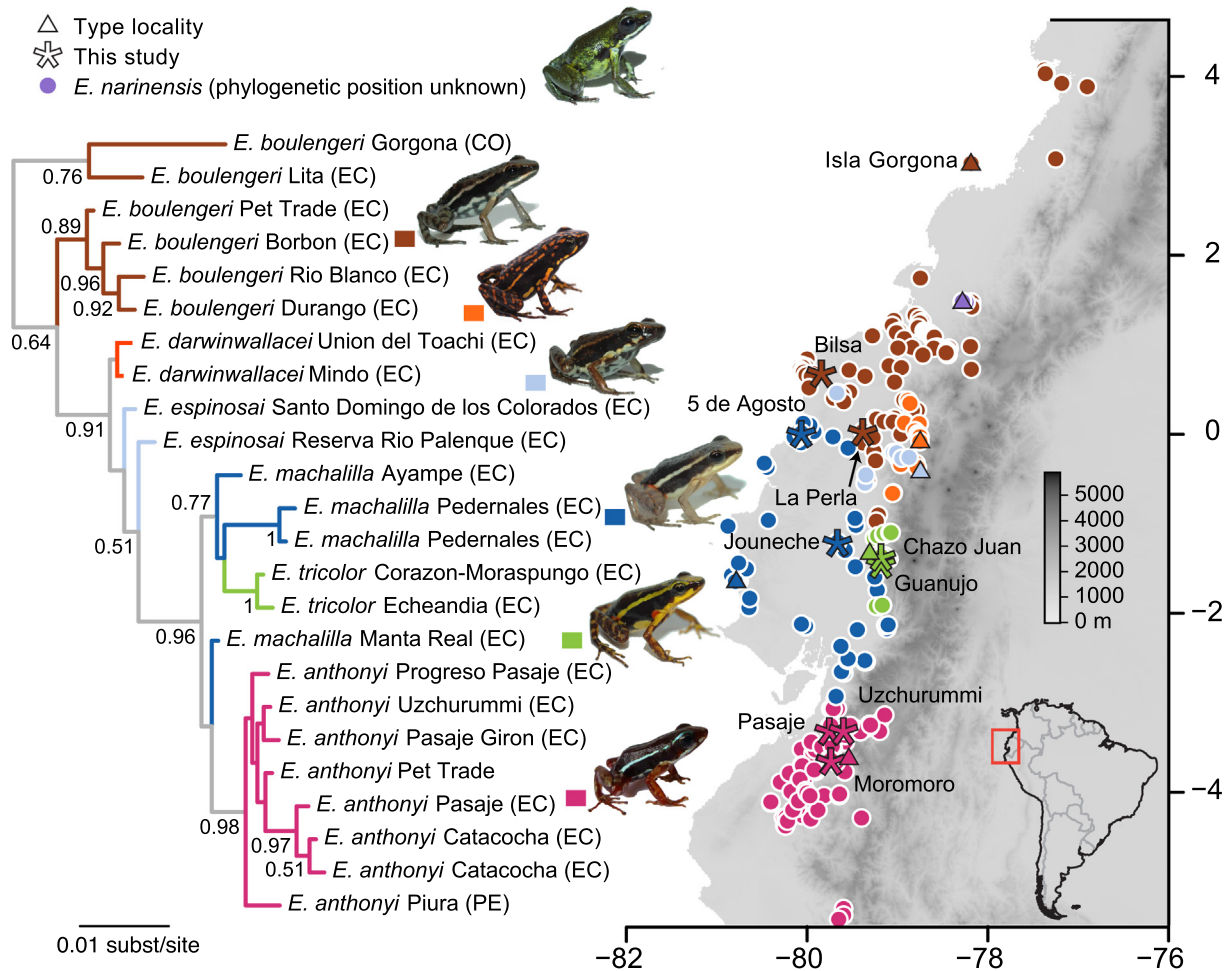 Type locality
This study
E. narinensis (phylogenetic position unknown)
E. boulengeri Gorgona (CO)
0.76
E. boulengeri Lita (EC)
E. boulengeri Pet Trade (EC)
0.89
E. boulengeri Borbon (EC)
0.96
E. boulengeri Rio Blanco (EC)
0.92
E. boulengeri Durango (EC)
0.64
E. darwinwallacei Union del Toachi (EC)
E. darwinwallacei Mindo (EC)
E. espinosai Santo Domingo de los Colorados (EC)
0.91
E. espinosai Reserva Rio Palenque (EC)
E. machalilla Ayampe (EC)
0.77
E. machalilla Pedernales (EC)
0.51
1
E. machalilla Pedernales (EC)
E. tricolor Corazon-Moraspungo (EC)
1
E. tricolor Echeandia (EC)
0.96
E. machalilla Manta Real (EC)
E. anthonyi Progreso Pasaje (EC)
E. anthonyi Uzchurummi (EC)
E. anthonyi Pasaje Giron (EC)
E. anthonyi Pet Trade
E. anthonyi Pasaje (EC)
0.98
0.97
E. anthonyi Catacocha (EC)
0.51
E. anthonyi Catacocha (EC)
E. anthonyi Piura (PE)
0.01 subst/site
Isla Gorgona
Bilsa
5 de Agosto
La Perla
Jouneche
Chazo Juan
Guanujo
Uzchurummi
Pasaje
Moromoro
5000
4000
3000
2000
1000
0 m
4
2
0
−2
−4
−82
−80
−78
−76